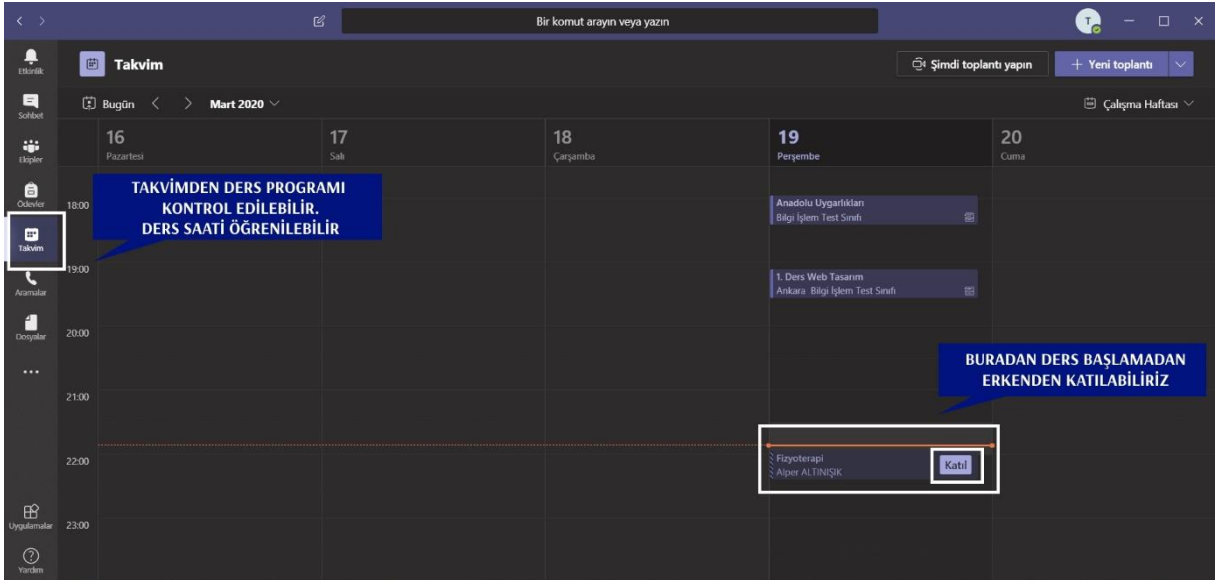 Bir komut arayın veya yazın
T
Etkinlik
Sohbet
Ekipler
Ödevler
Takvim
Aramalar
Dosyalar
Uygulamalar
Yardım
Takvim
Şimdi toplantı yapın
+ Yeni toplantı
Bugün
Mart 2020
Çalışma Haftası
16
Pazartesi
17
Salı
18
Çarşamba
19
Perşembe
20
Cuma
TAKVİMDEN DERS PROGRAMI
KONTROL EDİLEBİLİR.
DERS SAATİ ÖĞRENİLEBİLİR
18:00
Anadolu Uygarlıkları
Bilgi İşlem Test Sınıfı
19:00
1. Ders Web Tasarım
Ankara Bilgi İşlem Test Sınıfı
20:00
BURADAN DERS BAŞLAMADAN
ERKENDEN KATILABİLİRİZ
21:00
22:00
Fizyoterapi
Alper ALTINIŞIK
Katıl
23:00